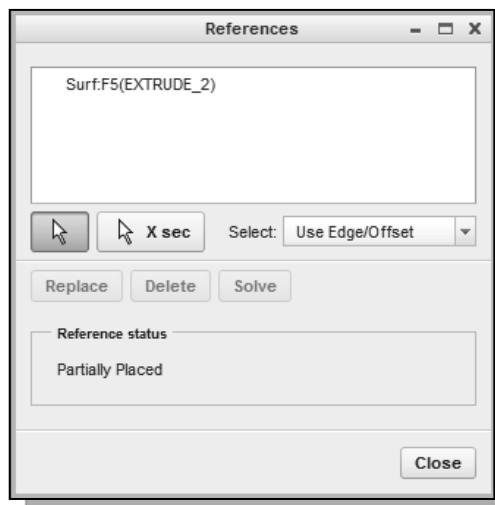 References
Surf:F5(EXTRUDE_2)
X sec Select: Use Edge/Offset
Replace Delete Solve
Reference status
Partially Placed
Close